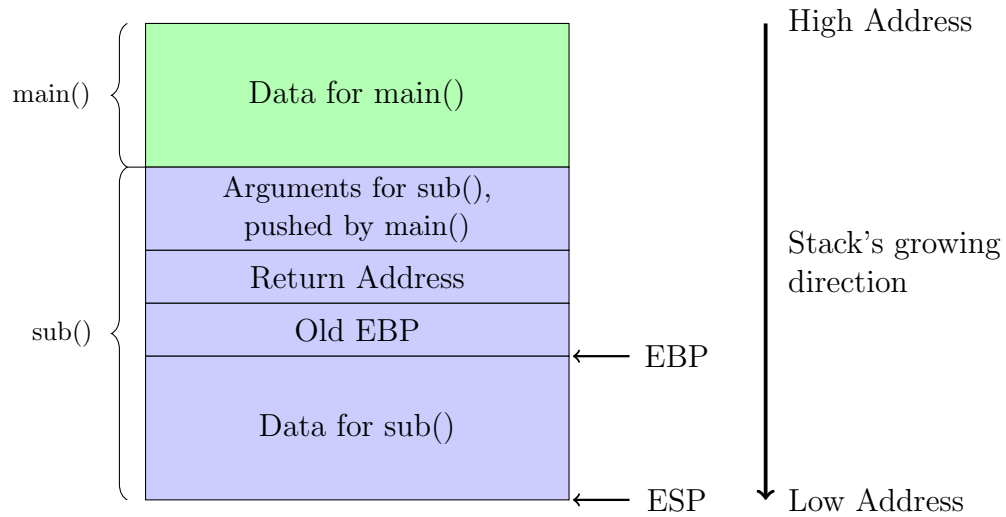 High Address
main()
Data for main()
Arguments for sub(),
pushed by main()
Stack's growing
direction
Return Address
sub()
Old EBP
EBP
Data for sub()
ESP
Low Address